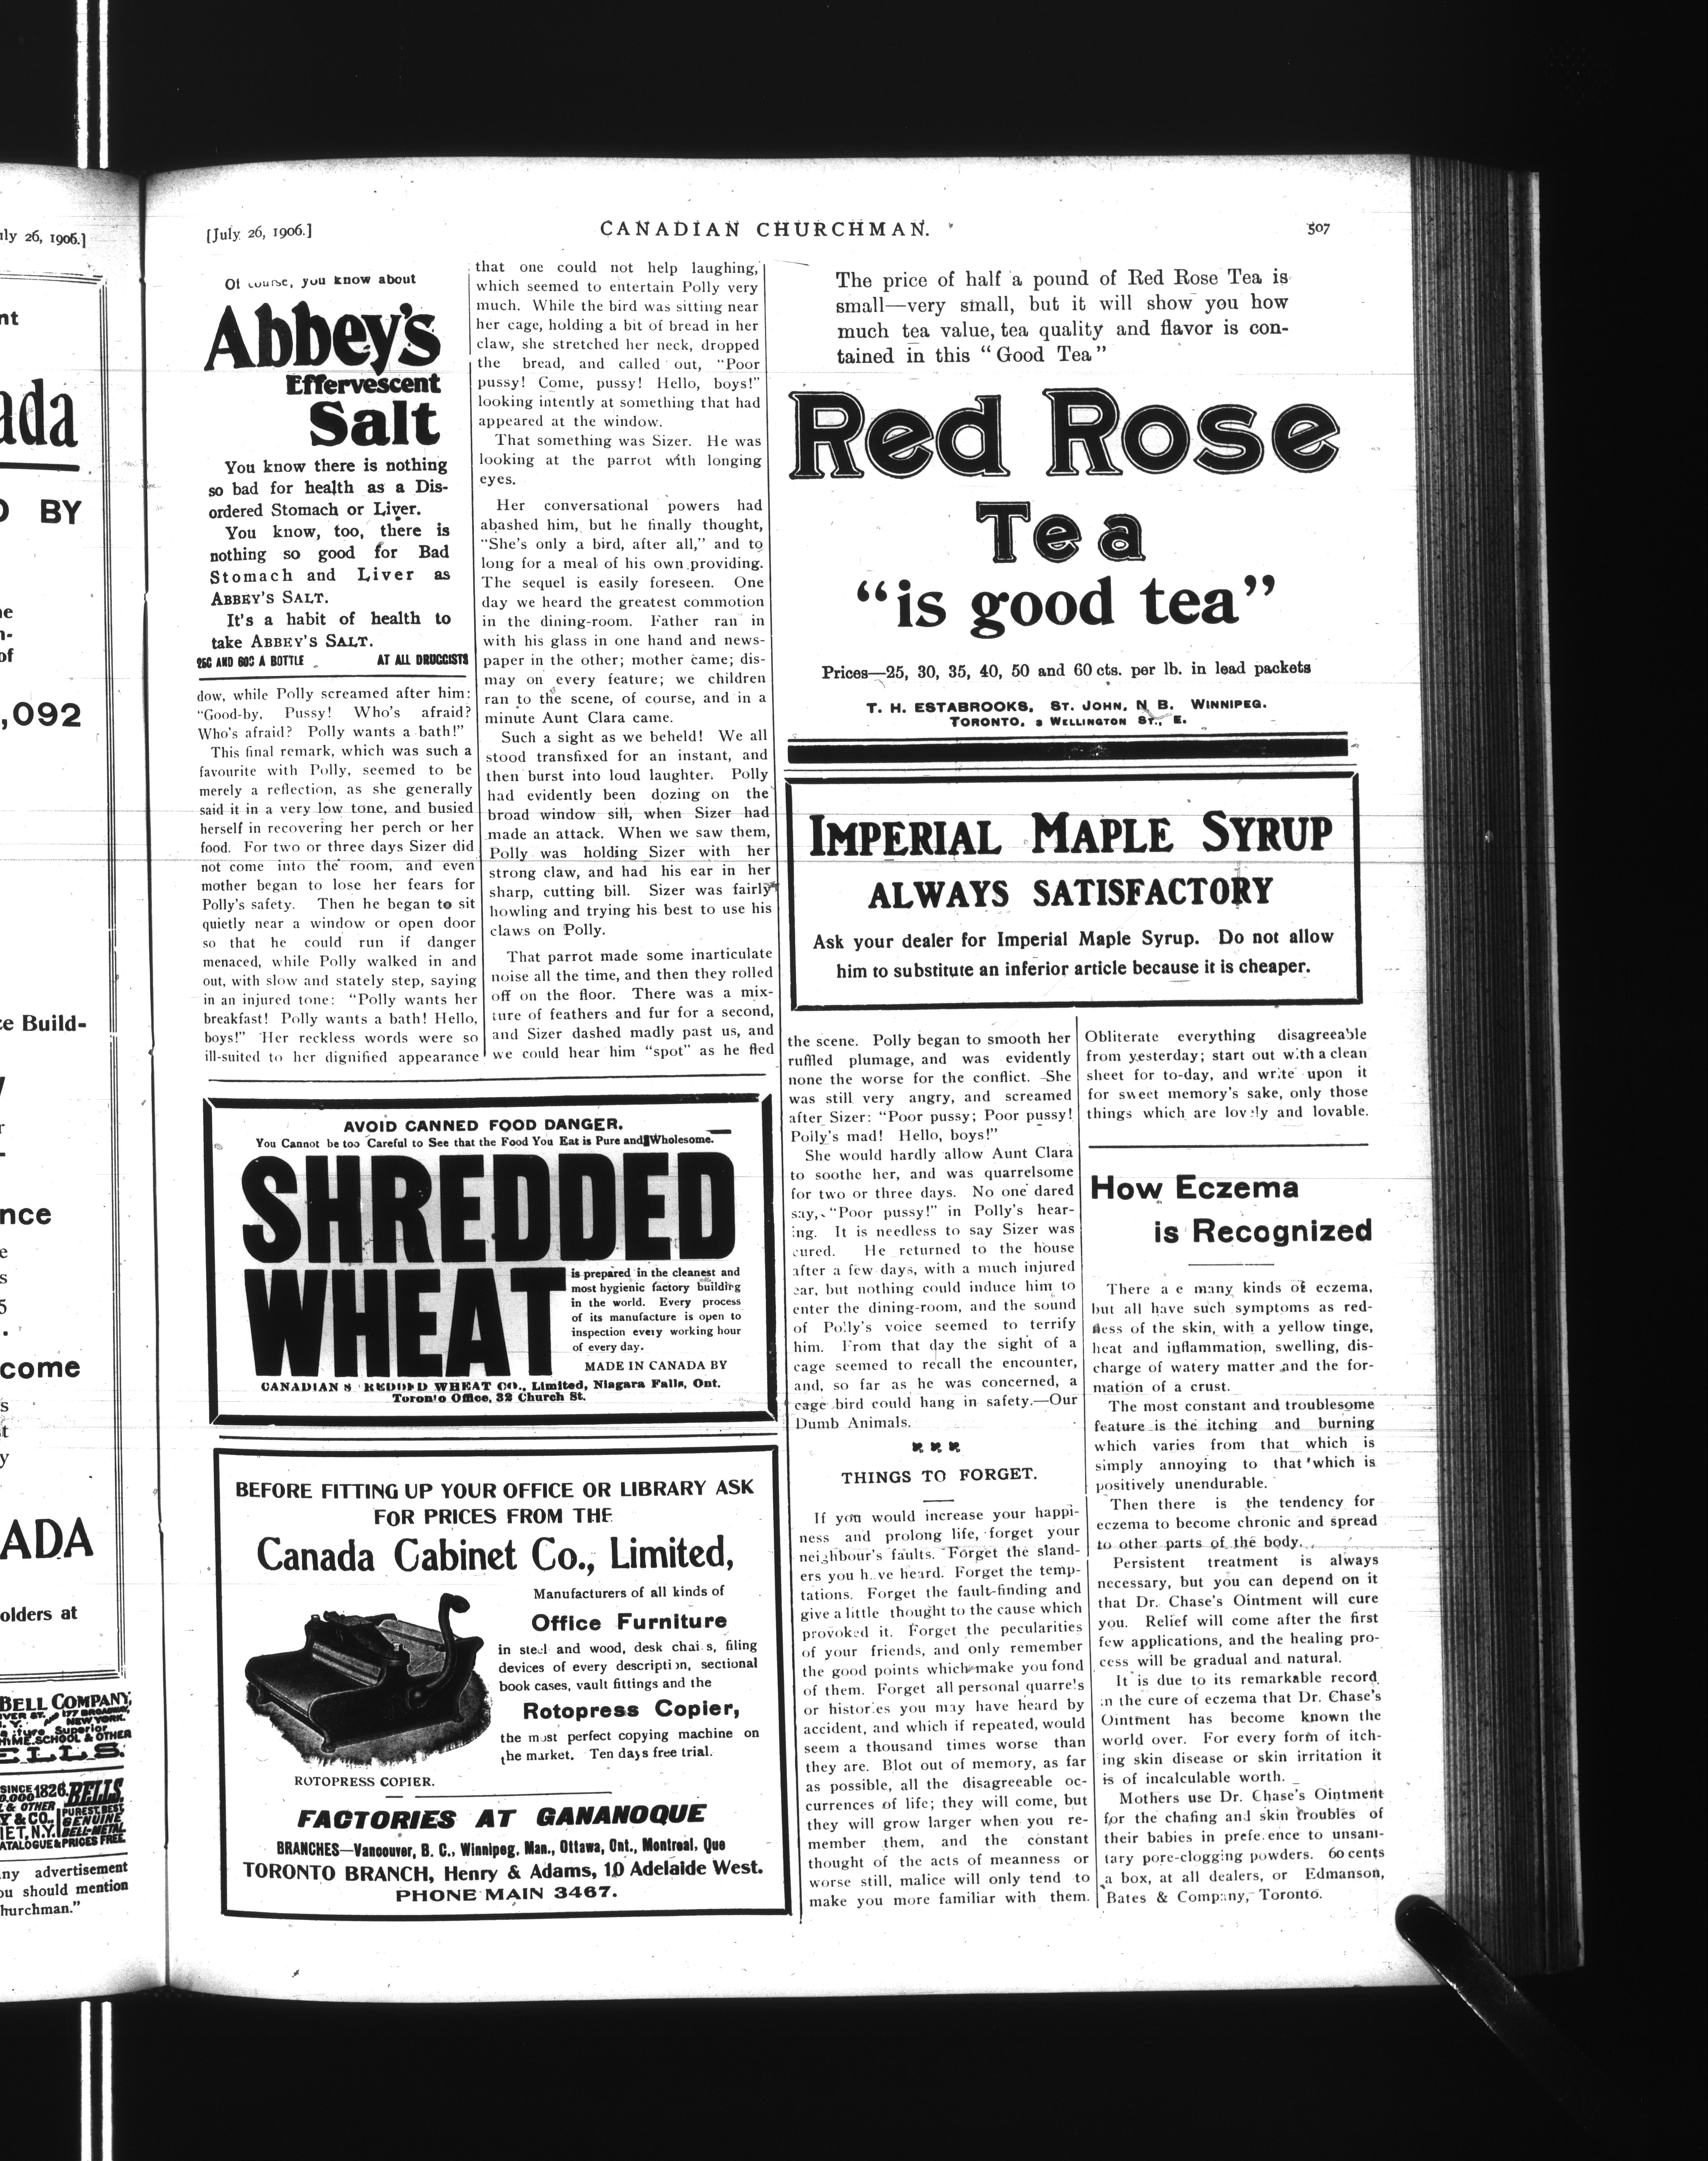 [July 26, 1906.]
CANADIAN CHURCHMAN.
507
Of course, you know about
Abbey's
Effervescent
Salt
You know there is nothing
so bad for health as a Dis-
ordered Stomach or Liver.
You know, too, there is
nothing so good for Bad
Stomach and Liver as
ABBEY'S SALT.
It's a habit of health to
take ABBEY'S SALT.
25C AND 60C A BOTTLE AT ALL DRUGGISTS
dow, while Polly screamed after him:
"Good-by, Pussy! Who's afraid?
Who's afraid? Polly wants a bath!"
This final remark, which was such a
favourite with Polly, seemed to be
merely a reflection, as she generally
said it in a very low tone, and busied
herself in recovering her perch or her
food. For two or three days Sizer did
not come into the room, and even
mother began to lose her fears for
Polly's safety. Then he began to sit
quietly near a window or open door
so that he could run if danger
menaced, while Polly walked in and
out, with slow and stately step, saying
in an injured tone: "Polly wants her
breakfast! Polly wants a bath! Hello,
boys!" Her reckless words were so
ill-suited to her dignified appearance
that one could not help laughing,
which seemed to entertain Polly very
much. While the bird was sitting near
her cage, holding a bit of bread in her
claw, she stretched her neck, dropped
the bread, and called out, "Poor
pussy! Come, pussy! Hello, boys!"
looking intently at something that had
appeared at the window.
That something was Sizer. He was
looking at the parrot with longing
eyes.
Her conversational powers had
abashed him, but he finally thought,
"She's only a bird, after all," and to
long for a meal of his own providing.
The sequel is easily foreseen. One
day we heard the greatest commotion
in the dining-room. Father ran in
with his glass in one hand and news-
paper in the other; mother came; dis-
may on every feature; we children
ran to the scene, of course, and in a
minute Aunt Clara came.
Such a sight as we beheld! We all
stood transfixed for an instant, and
then burst into loud laughter. Polly
had evidently been dozing on the
broad window sill, when Sizer had
made an attack. When we saw them,
Polly was holding Sizer with her
strong claw, and had his ear in her
sharp, cutting bill. Sizer was fairly
howling and trying his best to use his
claws on Polly.
That parrot made some inarticulate
noise all the time, and then they rolled
off on the floor. There was a mix-
ture of feathers and fur for a second,
and Sizer dashed madly past us, and
we could hear him "spot" as he fled
AVOID CANNED FOOD DANGER.
You Cannot be too Careful to See that the Food You Eat is Pure and Wholesome.
SHREDDED
WHEAT
is prepared in the cleanest and
most hygienic factory building
in the world. Every process
of its manufacture is open to
inspection every working hour
of every day.
MADE IN CANADA BY
CANADIAN SHREDDED WHEAT CO., Limited, Niagara Falls, Ont.
Toronto Office, 32 Church St.
BEFORE FITTING UP YOUR OFFICE OR LIBRARY ASK
FOR PRICES FROM THE
Canada Cabinet Co., Limited,
Manufacturers of all kinds of
Office Furniture
in steel and wood, desk chairs, filing
devices of every description, sectional
book cases, vault fittings and the
Rotopress Copier,
the most perfect copying machine on
the market. Ten days free trial.
ROTOPRESS COPIER.
FACTORIES AT GANANOQUE
BRANCHES—Vancouver, B. C., Winnipeg, Man., Ottawa, Ont., Montreal, Que
TORONTO BRANCH, Henry & Adams, 10 Adelaide West.
PHONE MAIN 3467.
The price of half a pound of Red Rose Tea is
small—very small, but it will show you how
much tea value, tea quality and flavor is con-
tained in this "Good Tea"
Red Rose
Tea
"is good tea"
Prices—25, 30, 35, 40, 50 and 60 cts. per lb. in lead packets
T. H. ESTABROOKS, ST. JOHN, N. B. WINNIPEG.
TORONTO, 3 WELLINGTON ST., E.
IMPERIAL MAPLE SYRUP
ALWAYS SATISFACTORY
Ask your dealer for Imperial Maple Syrup. Do not allow
him to substitute an inferior article because it is cheaper.
the scene. Polly began to smooth her
ruffled plumage, and was evidently
none the worse for the conflict. She
was still very angry, and screamed
after Sizer: "Poor pussy; Poor pussy!
Polly's mad! Hello, boys!"
She would hardly allow Aunt Clara
to soothe her, and was quarrelsome
for two or three days. No one dared
say, "Poor pussy!" in Polly's hear-
ing. It is needless to say Sizer was
cured. He returned to the house
after a few days, with a much injured
ear, but nothing could induce him to
enter the dining-room, and the sound
of Polly's voice seemed to terrify
him. From that day the sight of a
cage seemed to recall the encounter,
and, so far as he was concerned, a
cage bird could hang in safety.—Our
Dumb Animals.
THINGS TO FORGET.
If you would increase your happi-
ness and prolong life, forget your
neighbour's faults. Forget the sland-
ers you have heard. Forget the temp-
tations. Forget the fault-finding and
give a little thought to the cause which
provoked it. Forget the pecularities
of your friends, and only remember
the good points which make you fond
of them. Forget all personal quarrels
or histories you may have heard by
accident, and which if repeated, would
seem a thousand times worse than
they are. Blot out of memory, as far
as possible, all the disagreeable oc-
currences of life; they will come, but
they will grow larger when you re-
member them, and the constant
thought of the acts of meanness or
worse still, malice will only tend to
make you more familiar with them.
Obliterate everything disagreeable
from yesterday; start out with a clean
sheet for to-day, and write upon it
for sweet memory's sake, only those
things which are lovely and lovable.
How Eczema
is Recognized
There are many kinds of eczema,
but all have such symptoms as red-
ness of the skin, with a yellow tinge,
heat and inflammation, swelling, dis-
charge of watery matter and the for-
mation of a crust.
The most constant and troublesome
feature is the itching and burning
which varies from that which is
simply annoying to that which is
positively unendurable.
Then there is the tendency for
eczema to become chronic and spread
to other parts of the body.
Persistent treatment is always
necessary, but you can depend on it
that Dr. Chase's Ointment will cure
you. Relief will come after the first
few applications, and the healing pro-
cess will be gradual and natural.
It is due to its remarkable record
in the cure of eczema that Dr. Chase's
Ointment has become known the
world over. For every form of itch-
ing skin disease or skin irritation it
is of incalculable worth.
Mothers use Dr. Chase's Ointment
for the chafing and skin troubles of
their babies in preference to unsani-
tary pore-clogging powders. 60 cents
a box, at all dealers, or Edmanson,
Bates & Company, Toronto.
uly 26, 1906.]
nt
ada
BY
of
,092
ce Build-
nce
come
ADA
olders at
BELL COMPANY,
177 BROADWAY,
NEW YORK.
Superior
SCHOOL & OTHER
ELLS.
SINCE 1826 BELLS.
& OTHER PUREST, BEST,
Y & CO. GENUINE
IET, N.Y. BELL-METAL
ATALOGUE & PRICES FREE.
ny advertisement
ou should mention
hurchman."